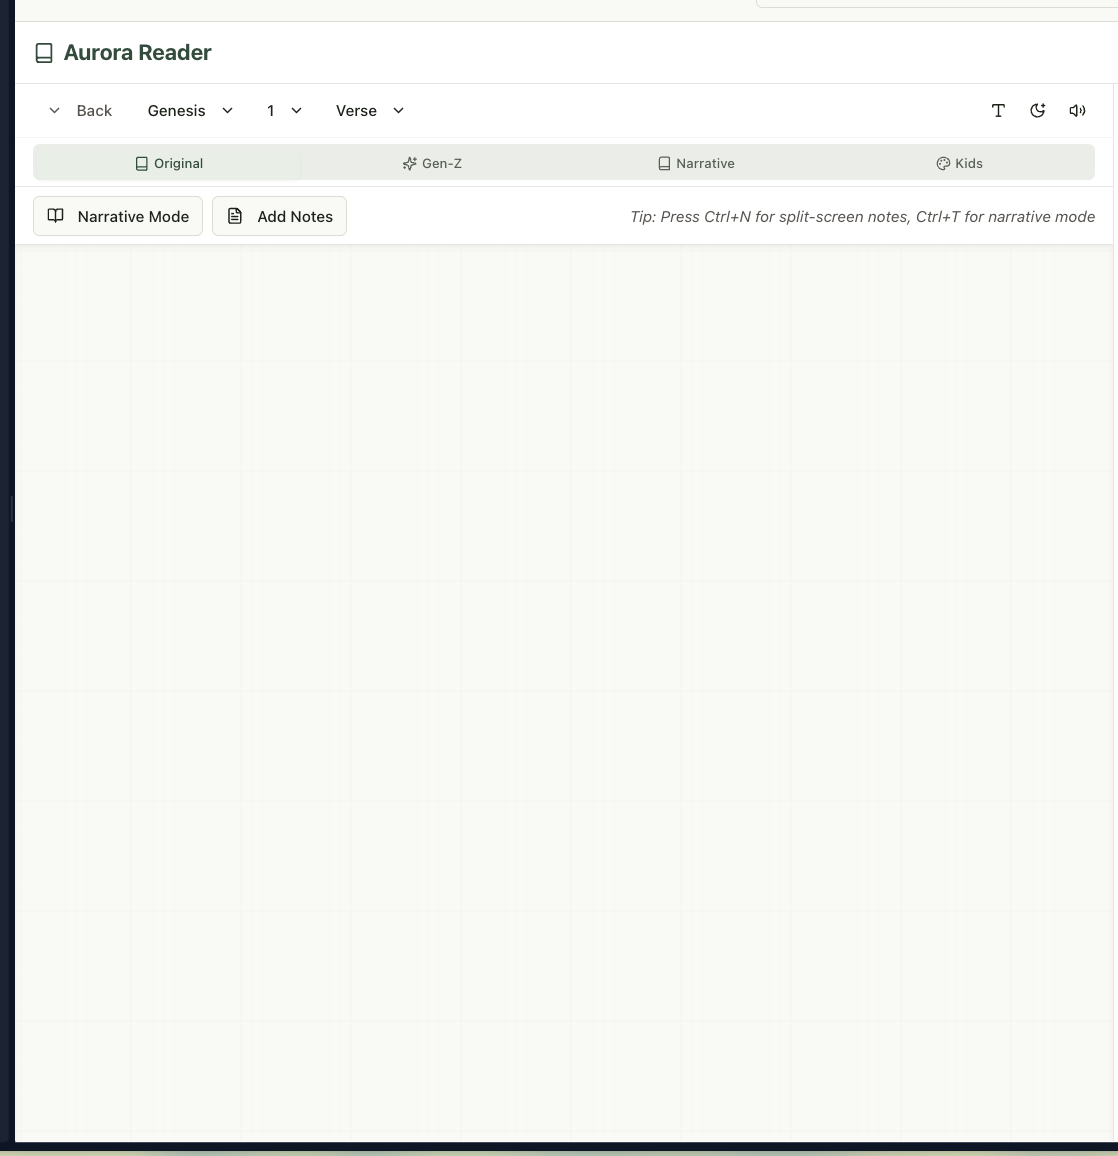 Aurora Reader
Back Genesis 1 Verse
Original Gen-Z Narrative Kids
Narrative Mode Add Notes Tip: Press Ctrl+N for split-screen notes, Ctrl+T for narrative mode